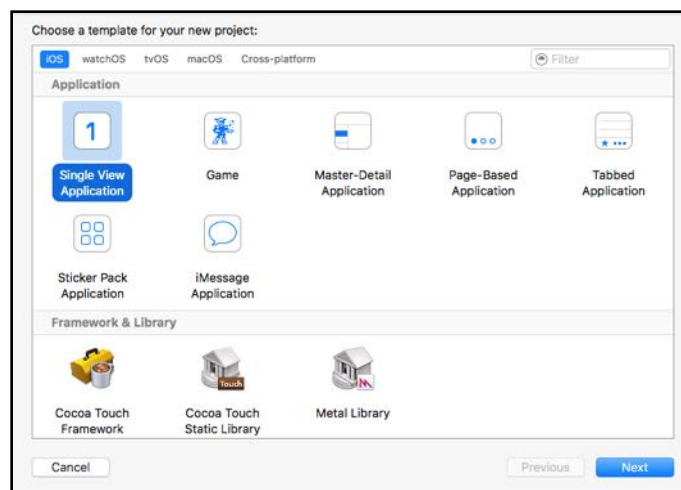 Choose a template for your new project:
iOS watchOS tvOS macOS Cross-platform Filter
Application
1
Single View Application
Game
Master-Detail Application
Page-Based Application
Tabbed Application
Sticker Pack Application
iMessage Application
Framework & Library
Touch
Cocoa Touch Framework
Cocoa Touch Static Library
Metal Library
Cancel Previous Next